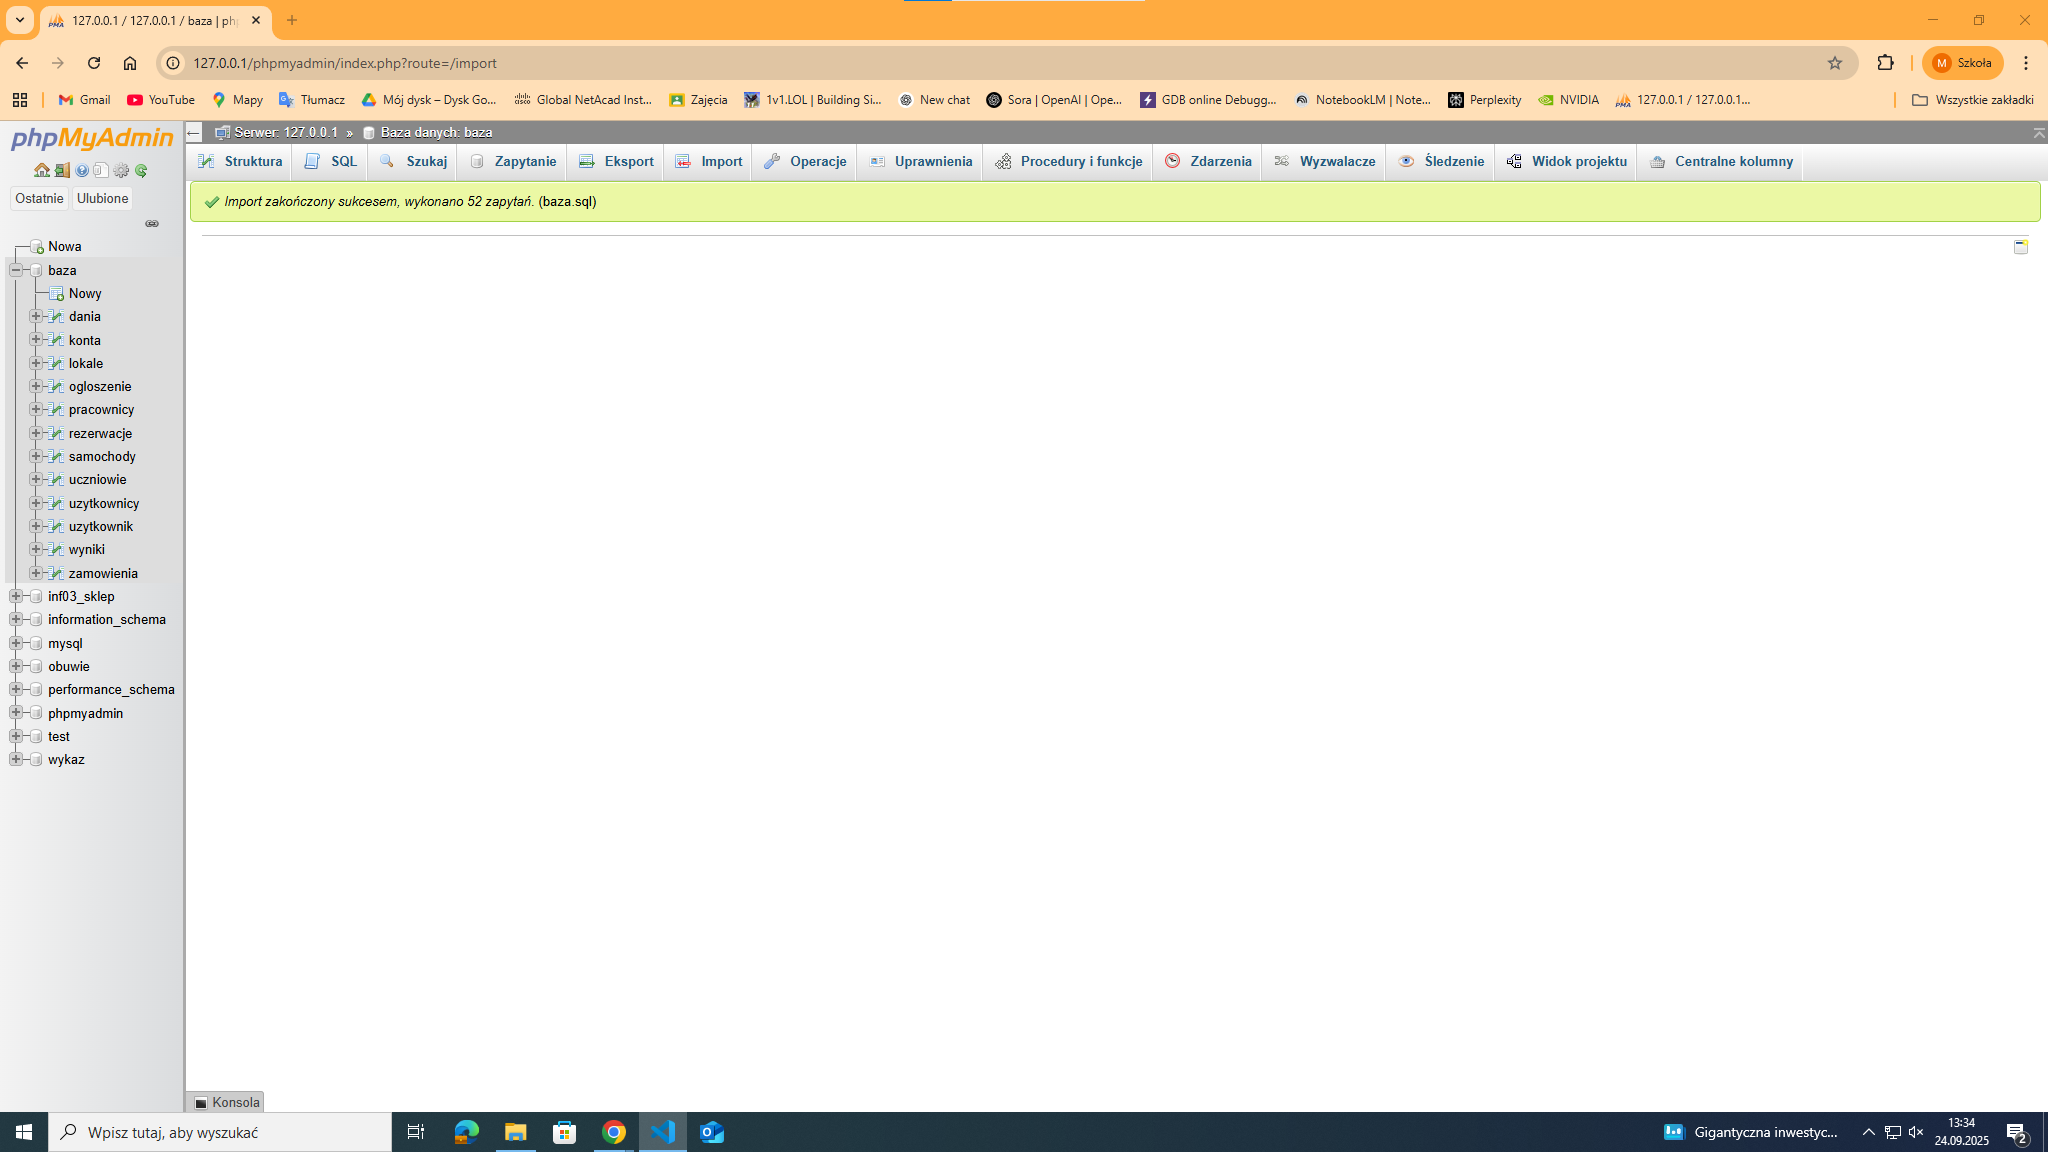 127.0.0.1 / 127.0.0.1 / baza | ph
127.0.0.1/phpmyadmin/index.php?route=/import
M Szkoła
Gmail YouTube Mapy Tłumacz Mój dysk – Dysk Go... Global NetAcad Inst... Zajęcia 1v1.LOL | Building Si... New chat Sora | OpenAI | Ope... GDB online Debugg... NotebookLM | Note... Perplexity NVIDIA 127.0.0.1 / 127.0.0.1... Wszystkie zakładki
phpMyAdmin
Serwer: 127.0.0.1 » Baza danych: baza
Struktura SQL Szukaj Zapytanie Eksport Import Operacje Uprawnienia Procedury i funkcje Zdarzenia Wyzwalacze Śledzenie Widok projektu Centralne kolumny
Ostatnie Ulubione
Import zakończony sukcesem, wykonano 52 zapytań. (baza.sql)
Nowa
baza
Nowy
dania
konta
lokale
ogloszenie
pracownicy
rezerwacje
samochody
uczniowie
uzytkownicy
uzytkownik
wyniki
zamowienia
inf03_sklep
information_schema
mysql
obuwie
performance_schema
phpmyadmin
test
wykaz
Konsola
Wpisz tutaj, aby wyszukać
Gigantyczna inwestyc...
13:34
24.09.2025
2